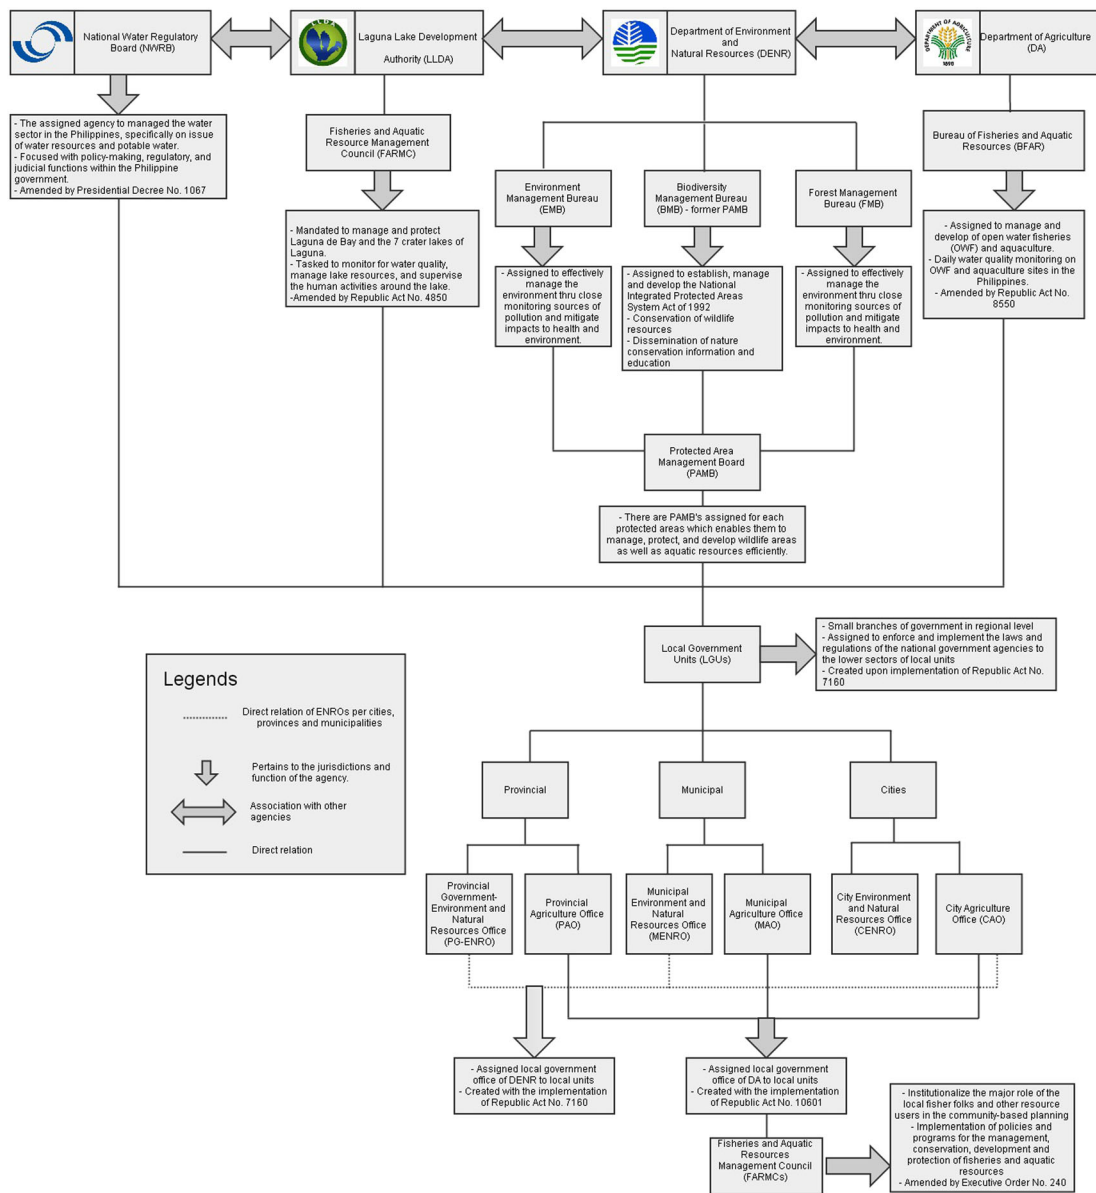 National Water Regulatory
Board (NWRB)
LLDA
Laguna Lake Development
Authority (LLDA)
Department of Environment
and
Natural Resources (DENR)
DEPARTMENT OF AGRICULTURE
1898
Department of Agriculture
(DA)
- The assigned agency to managed the water
sector in the Philippines, specifically on issue
of water resources and potable water.
- Focused with policy-making, regulatory, and
judicial functions within the Philippine
government.
- Amended by Presidential Decree No. 1067
Fisheries and Aquatic
Resource Management
Council (FARMC)
- Mandated to manage and protect
Laguna de Bay and the 7 crater lakes of
Laguna.
- Tasked to monitor for water quality,
manage lake resources, and supervise
the human activities around the lake.
-Amended by Republic Act No. 4850
Environment
Management Bureau
(EMB)
Biodiversity
Management Bureau
(BMB) - former PAMB
Forest Management
Bureau (FMB)
Bureau of Fisheries and Aquatic
Resources (BFAR)
- Assigned to effectively
manage the
environment thru close
monitoring sources of
pollution and mitigate
impacts to health and
environment.
- Assigned to establish, manage
and develop the National
Integrated Protected Areas
System Act of 1992
- Conservation of wildlife
resources
- Dissemination of nature
conservation information and
education
- Assigned to effectively
manage the
environment thru close
monitoring sources of
pollution and mitigate
impacts to health and
environment.
- Assigned to manage and
develop of open water fisheries
(OWF) and aquaculture.
- Daily water quality monitoring on
OWF and aquaculture sites in the
Philippines.
- Amended by Republic Act No.
8550
Protected Area
Management Board
(PAMB)
- There are PAMB's assigned for each
protected areas which enables them to
manage, protect, and develop wildlife areas
as well as aquatic resources efficiently.
Local Government
Units (LGUs)
- Small branches of government in regional level
- Assigned to enforce and implement the laws and
regulations of the national government agencies to
the lower sectors of local units
- Created upon implementation of Republic Act No.
7160
Legends
Direct relation of ENROs per cities,
provinces and municipalities
Pertains to the jurisdictions and
function of the agency.
Association with other
agencies
Direct relation
Provincial
Municipal
Cities
Provincial
Government-
Environment and
Natural
Resources Office
(PG-ENRO)
Provincial
Agriculture Office
(PAO)
Municipal
Environment and
Natural
Resources Office
(MENRO)
Municipal
Agriculture Office
(MAO)
City Environment
and Natural
Resources Office
(CENRO)
City Agriculture
Office (CAO)
- Assigned local government
office of DENR to local units
- Created with the implementation
of Republic Act No. 7160
- Assigned local government
office of DA to local units
- Created with the implementation
of Republic Act No. 10601
Fisheries and Aquatic
Resources
Management Council
(FARMCs)
- Institutionalize the major role of the
local fisher folks and other resource
users in the community-based planning
- Implementation of policies and
programs for the management,
conservation, development and
protection of fisheries and aquatic
resources
- Amended by Executive Order No. 240